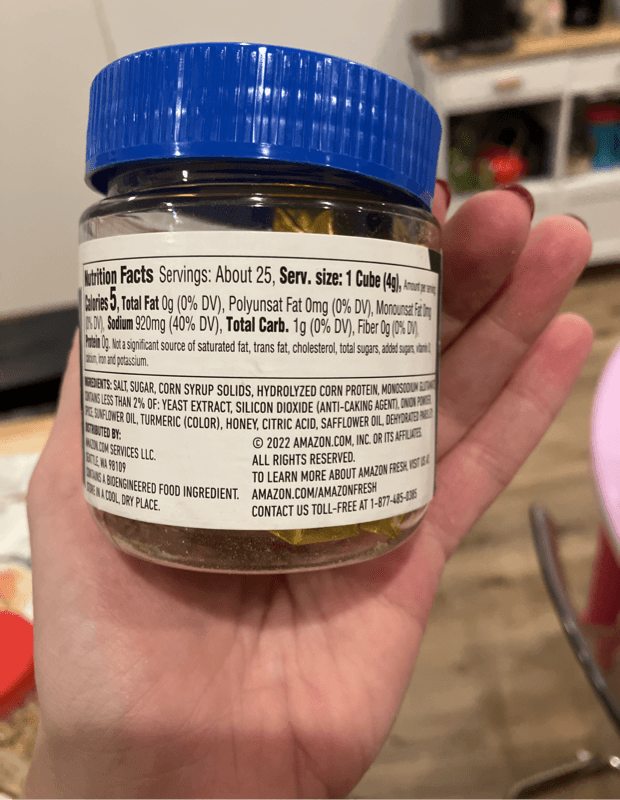 Nutrition Facts Servings: About 25, Serv. size: 1 Cube (4g), Amount per serving
Calories 5, Total Fat 0g (0% DV), Polyunsat Fat 0mg (0% DV), Monounsat Fat 0mg
(0% DV), Sodium 920mg (40% DV), Total Carb. 1g (0% DV), Fiber 0g (0% DV),
Protein 0g. Not a significant source of saturated fat, trans fat, cholesterol, total sugars, added sugars, vitamin D,
calcium, iron and potassium.
INGREDIENTS: SALT, SUGAR, CORN SYRUP SOLIDS, HYDROLYZED CORN PROTEIN, MONOSODIUM GLUTAMATE
CONTAINS LESS THAN 2% OF: YEAST EXTRACT, SILICON DIOXIDE (ANTI-CAKING AGENT), ONION POWDER,
SPICE, SUNFLOWER OIL, TURMERIC (COLOR), HONEY, CITRIC ACID, SAFFLOWER OIL, DEHYDRATED PARSLEY
DISTRIBUTED BY:
AMAZON.COM SERVICES LLC.
SEATTLE, WA 98109
CONTAINS A BIOENGINEERED FOOD INGREDIENT.
STORE IN A COOL, DRY PLACE.
© 2022 AMAZON.COM, INC. OR ITS AFFILIATES.
ALL RIGHTS RESERVED.
TO LEARN MORE ABOUT AMAZON FRESH, VISIT US AT
AMAZON.COM/AMAZONFRESH
CONTACT US TOLL-FREE AT 1-877-485-0385